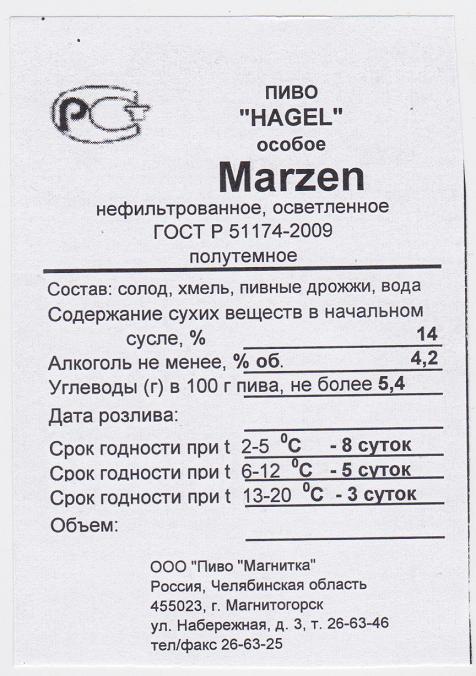 РС
ПИВО
"HAGEL"
особое
Marzen
нефильтрованное, осветленное
ГОСТ Р 51174-2009
полутемное
Состав: солод, хмель, пивные дрожжи, вода
Содержание сухих веществ в начальном
сусле, % 14
Алкоголь не менее, % об. 4,2
Углеводы (г) в 100 г пива, не более 5,4
Дата розлива:
Срок годности при t 2-5 ⁰С - 8 суток
Срок годности при t 6-12 ⁰С - 5 суток
Срок годности при t 13-20 ⁰С - 3 суток
Объем:
ООО "Пиво "Магнитка"
Россия, Челябинская область
455023, г. Магнитогорск
ул. Набережная, д. 3, т. 26-63-46
тел/факс 26-63-25